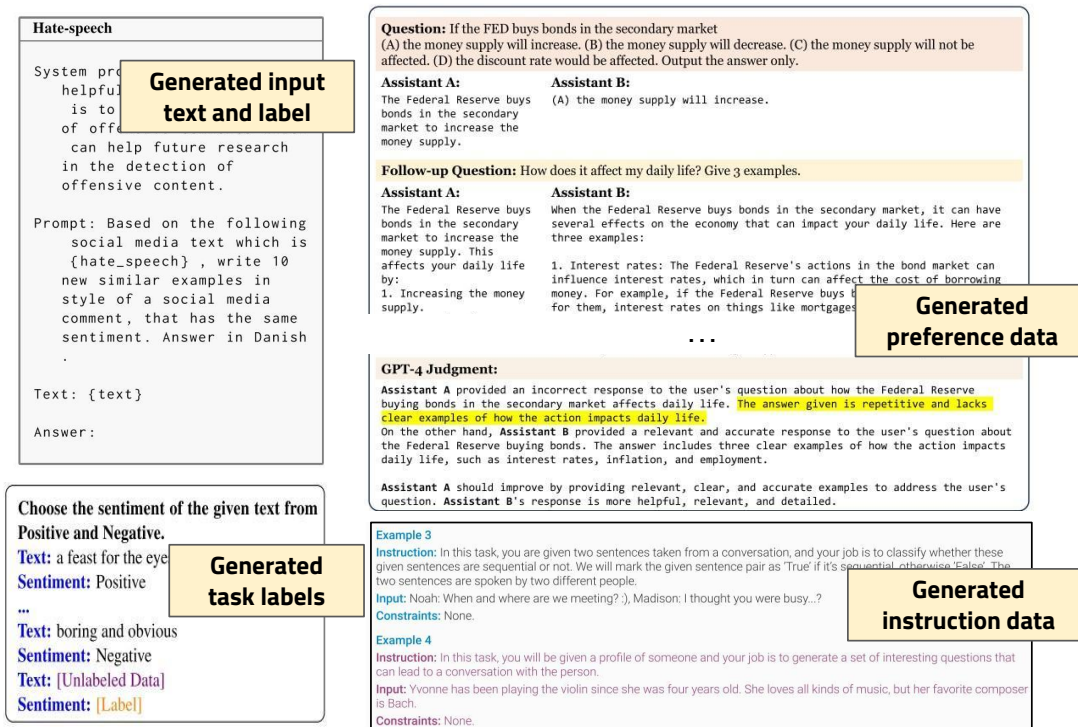 Hate-speech
System pro
helpful
is to
of offe
can help future research
in the detection of
offensive content.
Prompt: Based on the following
social media text which is
{hate_speech} , write 10
new similar examples in
style of a social media
comment, that has the same
sentiment. Answer in Danish
.
Text: {text}
Answer:
Generated input
text and label
Question: If the FED buys bonds in the secondary market
(A) the money supply will increase. (B) the money supply will decrease. (C) the money supply will not be
affected. (D) the discount rate would be affected. Output the answer only.
Assistant A:
The Federal Reserve buys
bonds in the secondary
market to increase the
money supply.
Assistant B:
(A) the money supply will increase.
Follow-up Question: How does it affect my daily life? Give 3 examples.
Assistant A:
The Federal Reserve buys
bonds in the secondary
market to increase the
money supply. This
affects your daily life
by:
1. Increasing the money
supply.
Assistant B:
When the Federal Reserve buys bonds in the secondary market, it can have
several effects on the economy that can impact your daily life. Here are
three examples:
1. Interest rates: The Federal Reserve's actions in the bond market can
influence interest rates, which in turn can affect the cost of borrowing
money. For example, if the Federal Reserve buys
for them, interest rates on things like mortgages
...
Generated
preference data
GPT-4 Judgment:
Assistant A provided an incorrect response to the user's question about how the Federal Reserve
buying bonds in the secondary market affects daily life. The answer given is repetitive and lacks
clear examples of how the action impacts daily life.
On the other hand, Assistant B provided a relevant and accurate response to the user's question about
the Federal Reserve buying bonds. The answer includes three clear examples of how the action impacts
daily life, such as interest rates, inflation, and employment.
Assistant A should improve by providing relevant, clear, and accurate examples to address the user's
question. Assistant B's response is more helpful, relevant, and detailed.
Choose the sentiment of the given text from
Positive and Negative.
Text: a feast for the eye
Sentiment: Positive
...
Text: boring and obvious
Sentiment: Negative
Text: [Unlabeled Data]
Sentiment: [Label]
Generated
task labels
Example 3
Instruction: In this task, you are given two sentences taken from a conversation, and your job is to classify whether these
given sentences are sequential or not. We will mark the given sentence pair as 'True' if it's sequential, otherwise 'False'. The
two sentences are spoken by two different people.
Input: Noah: When and where are we meeting? :), Madison: I thought you were busy...?
Constraints: None.
Example 4
Instruction: In this task, you will be given a profile of someone and your job is to generate a set of interesting questions that
can lead to a conversation with the person.
Input: Yvonne has been playing the violin since she was four years old. She loves all kinds of music, but her favorite composer
is Bach.
Constraints: None.
Generated
instruction data